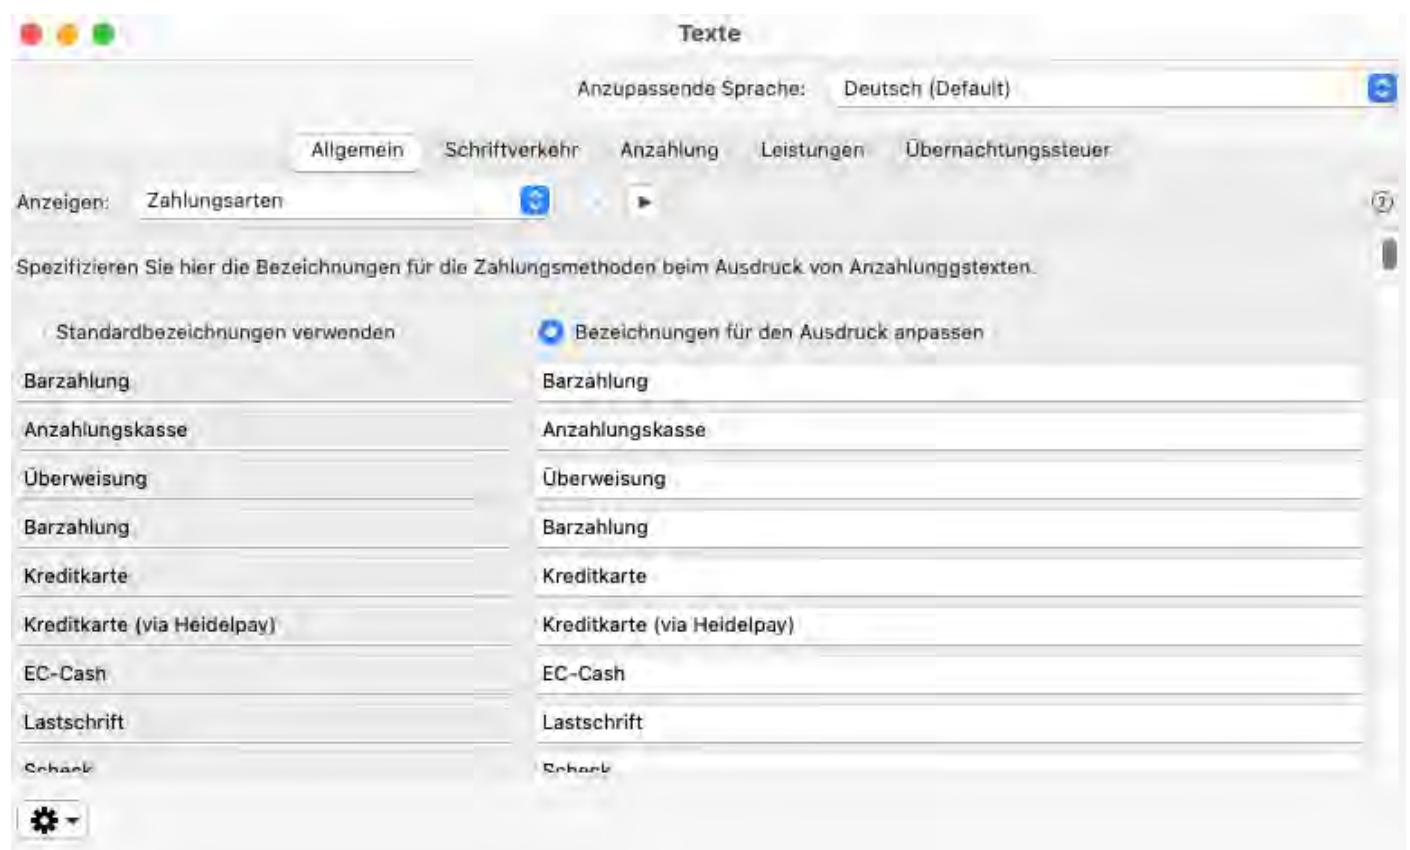 Texte
Anzupassende Sprache: Deutsch (Default)
Allgemein Schriftverkehr Anzahlung Leistungen Übernachtungssteuer
Anzeigen: Zahlungsarten
Spezifizieren Sie hier die Bezeichnungen für die Zahlungsmethoden beim Ausdruck von Anzahlunggstexten.
Standardbezeichnungen verwenden Bezeichnungen für den Ausdruck anpassen
Barzahlung Barzahlung
Anzahlungskasse Anzahlungskasse
Überweisung Überweisung
Barzahlung Barzahlung
Kreditkarte Kreditkarte
Kreditkarte (via Heidelpay) Kreditkarte (via Heidelpay)
EC-Cash EC-Cash
Lastschrift Lastschrift
Scheck Scheck